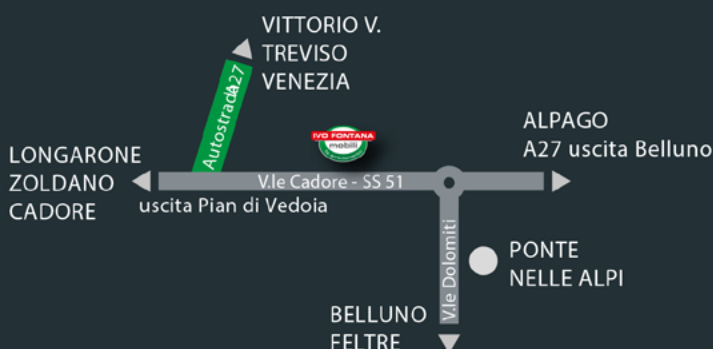 VITTORIO V.
TREVISO
VENEZIA
Autostrada A27
IVO FONTANA
mobili
ALPAGO
A27 uscita Belluno
LONGARONE
ZOLDANO
CADORE
V.le Cadore - SS 51
uscita Pian di Vedoia
V.le Dolomiti
PONTE
NELLE ALPI
BELLUNO
FELTRE